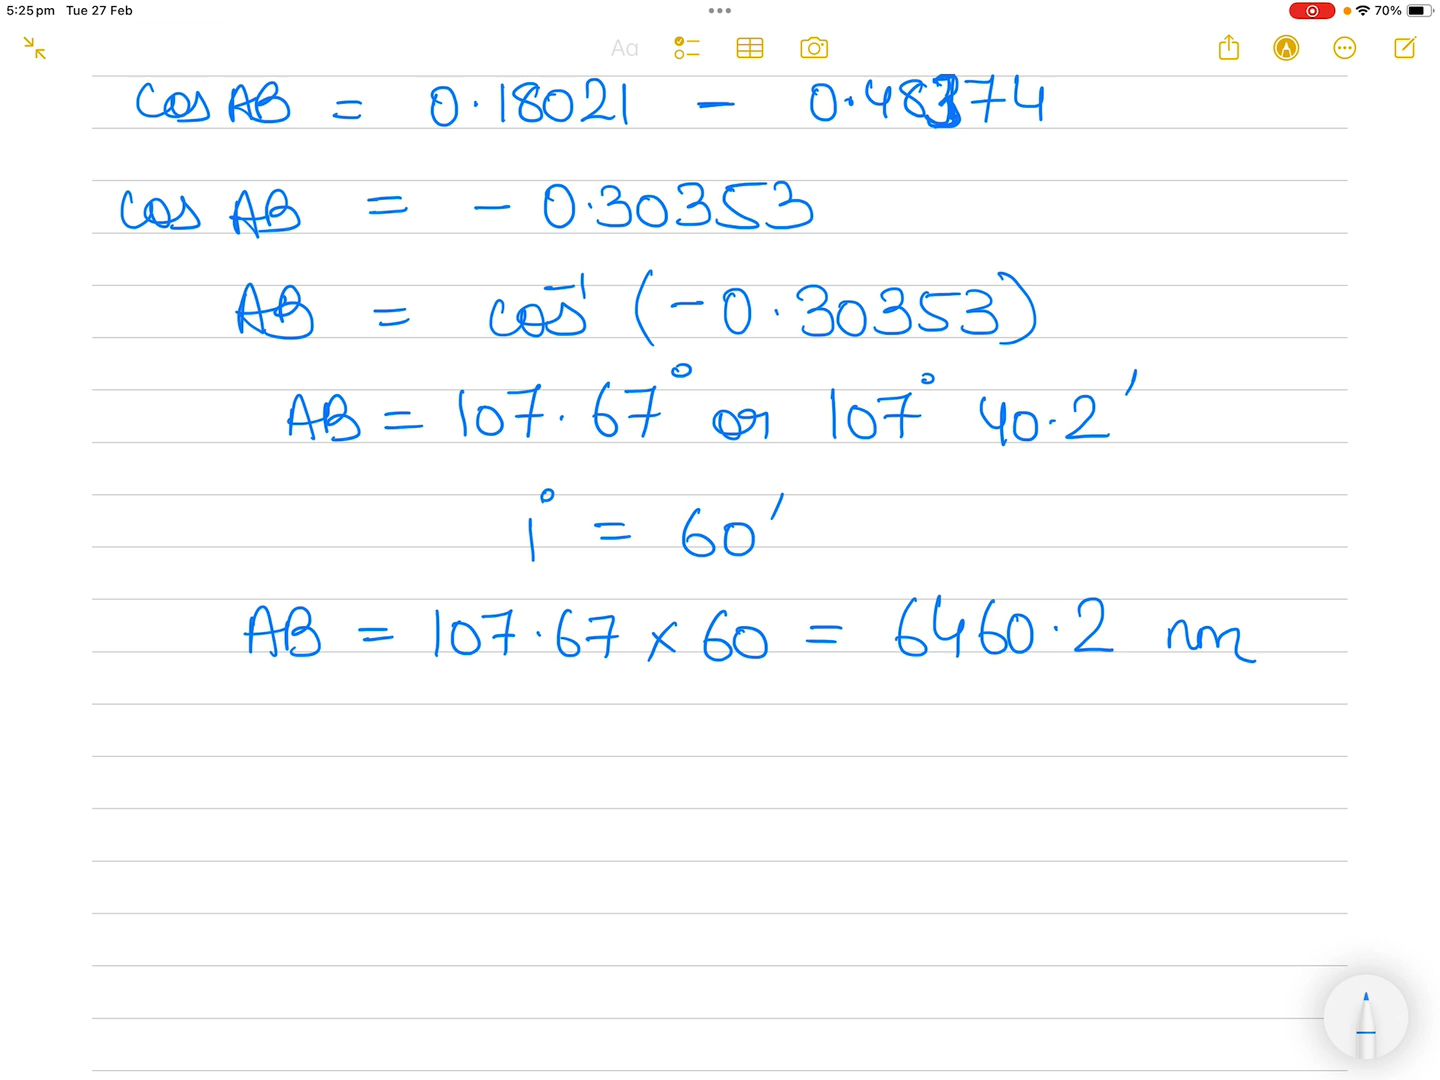 5:25 pm Tue 27 Feb 70%
Aa
Cos AB = 0.18021 - 0.48374
Cos AB = - 0.30353
AB = cos⁻¹ (-0.30353)
AB = 107.67° or 107° 40.2'
1° = 60'
AB = 107.67 x 60 = 6460.2 nm